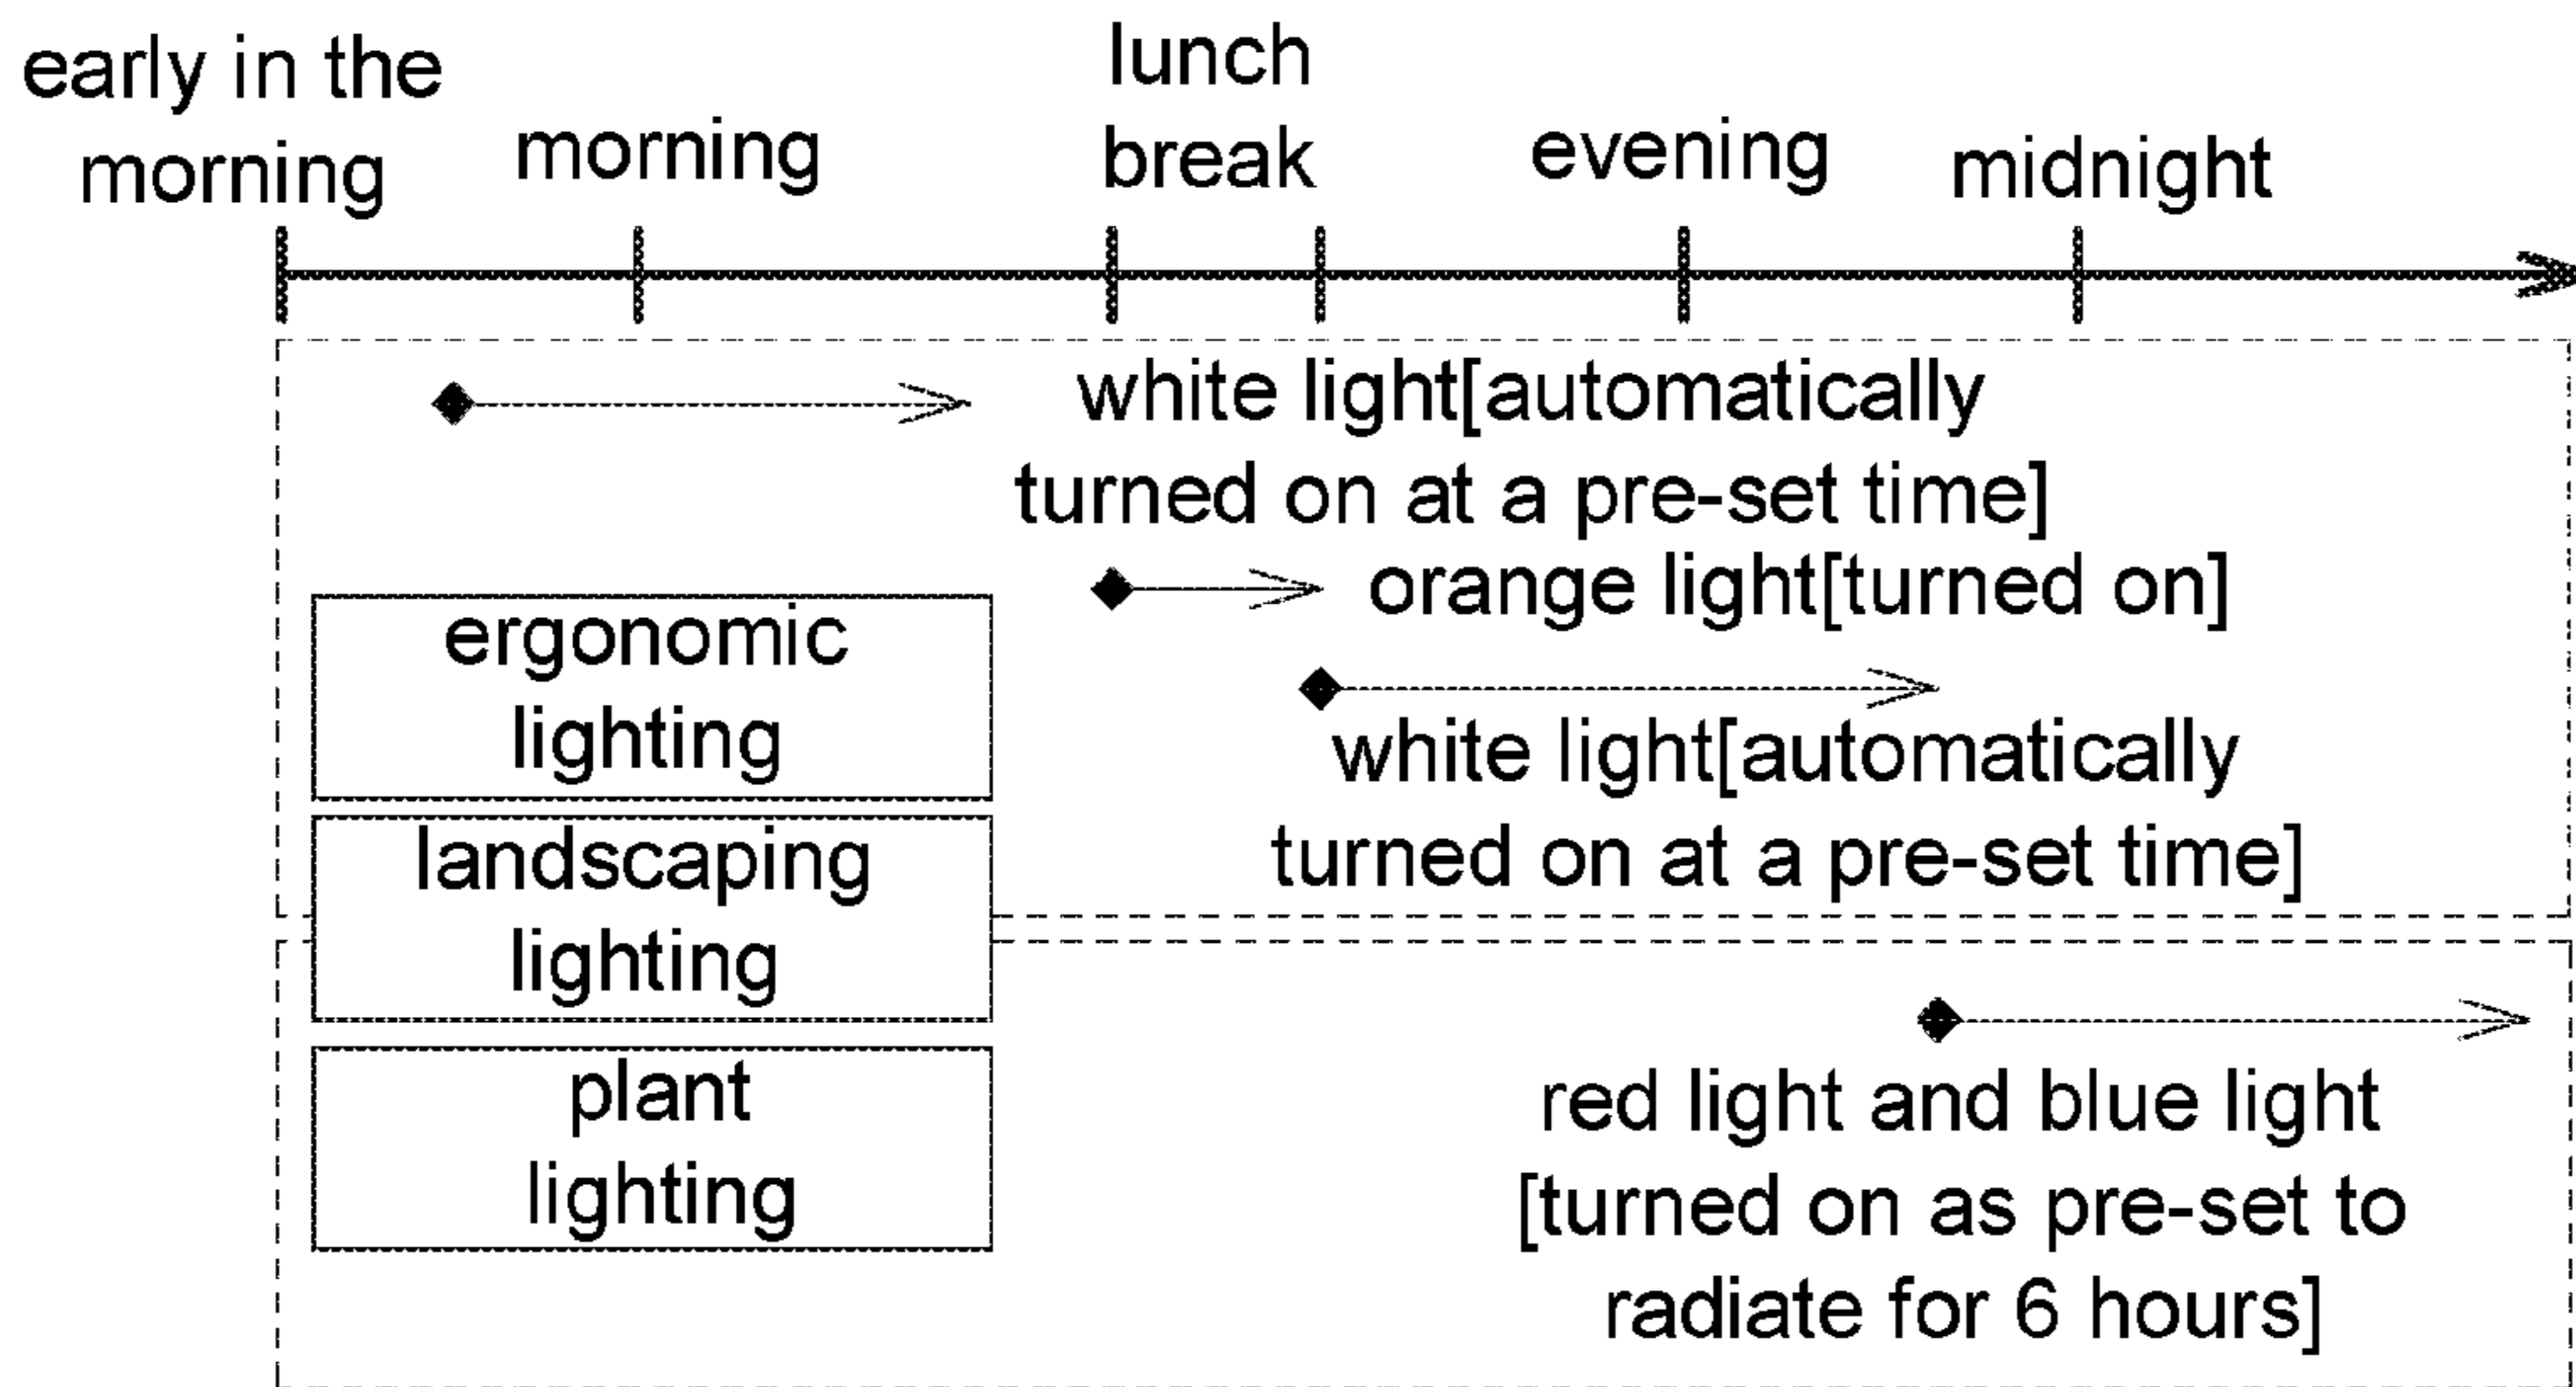 early in the
morning
morning
lunch
break
evening
midnight
white light[automatically
turned on at a pre-set time]
orange light[turned on]
ergonomic
lighting
white light[automatically
turned on at a pre-set time]
landscaping
lighting
plant
lighting
red light and blue light
[turned on as pre-set to
radiate for 6 hours]